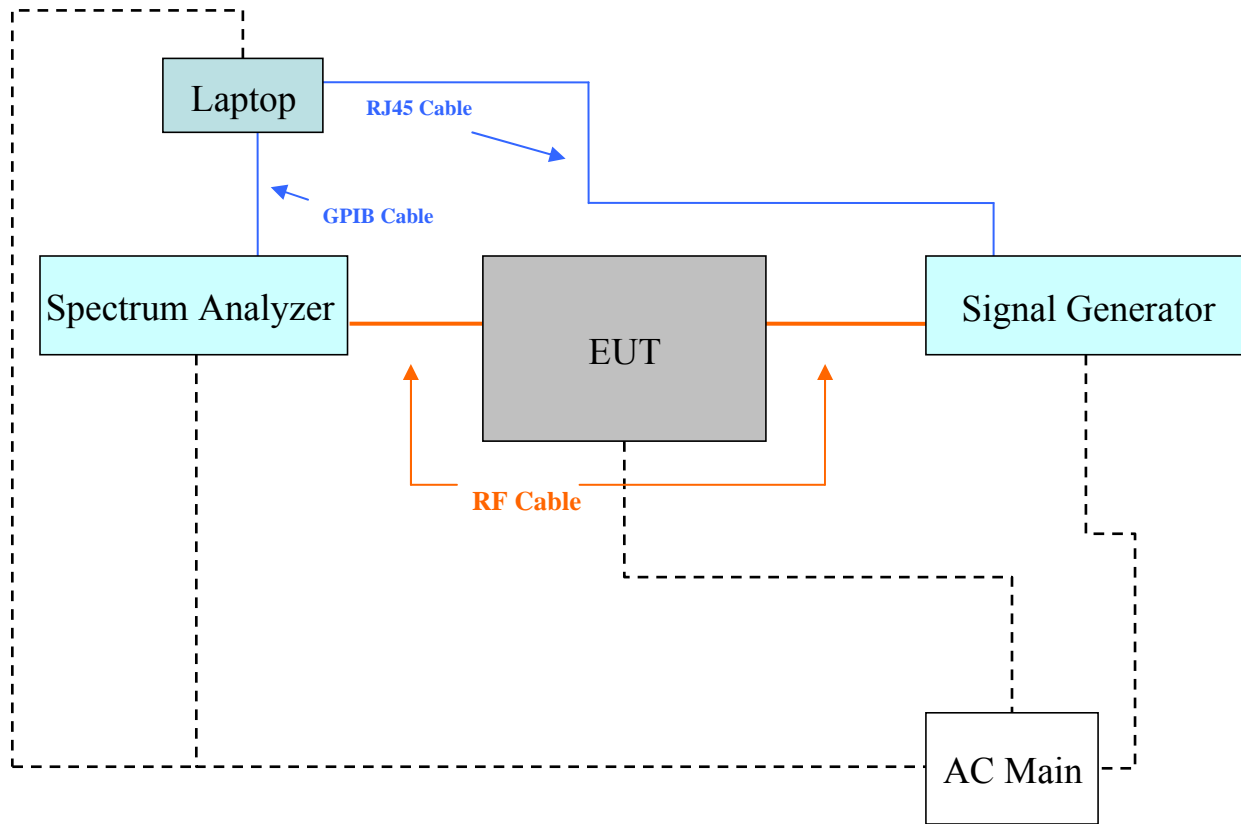 Laptop
RJ45 Cable
GPIB Cable
Spectrum Analyzer
EUT
Signal Generator
RF Cable
AC Main